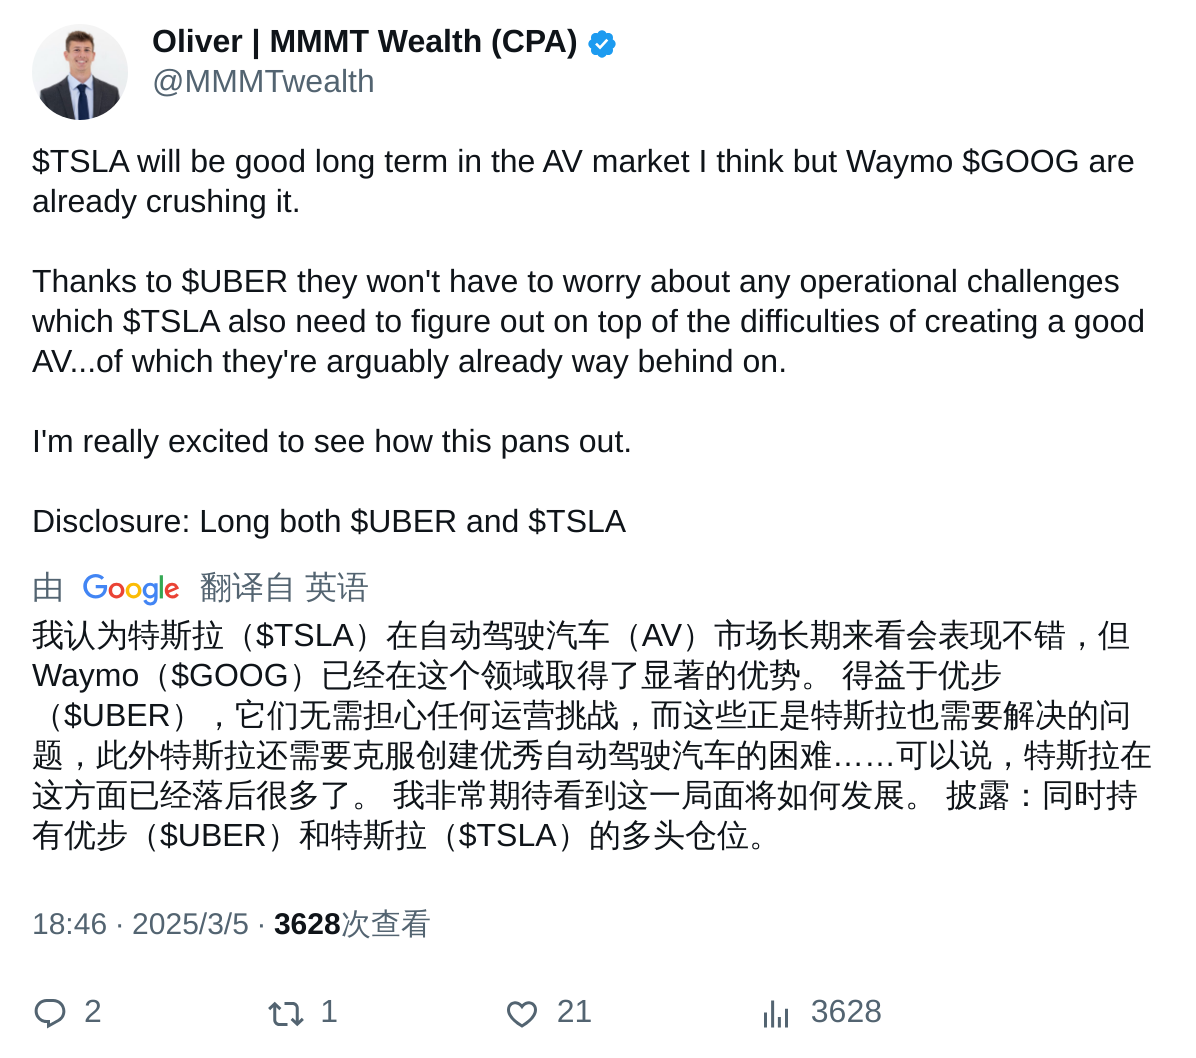 Oliver | MMMT Wealth (CPA)
@MMMTwealth
$TSLA will be good long term in the AV market I think but Waymo $GOOG are
already crushing it.
Thanks to $UBER they won't have to worry about any operational challenges
which $TSLA also need to figure out on top of the difficulties of creating a good
AV...of which they're arguably already way behind on.
I'm really excited to see how this pans out.
Disclosure: Long both $UBER and $TSLA
由 Google 翻译自 英语
我认为特斯拉（$TSLA）在自动驾驶汽车（AV）市场长期来看会表现不错，但
Waymo（$GOOG）已经在这个领域取得了显著的优势。 得益于优步
（$UBER），它们无需担心任何运营挑战，而这些正是特斯拉也需要解决的问
题，此外特斯拉还需要克服创建优秀自动驾驶汽车的困难……可以说，特斯拉在
这方面已经落后很多了。 我非常期待看到这一局面将如何发展。 披露：同时持
有优步（$UBER）和特斯拉（$TSLA）的多头仓位。
18:46 · 2025/3/5 · 3628次查看
2 1 21 3628